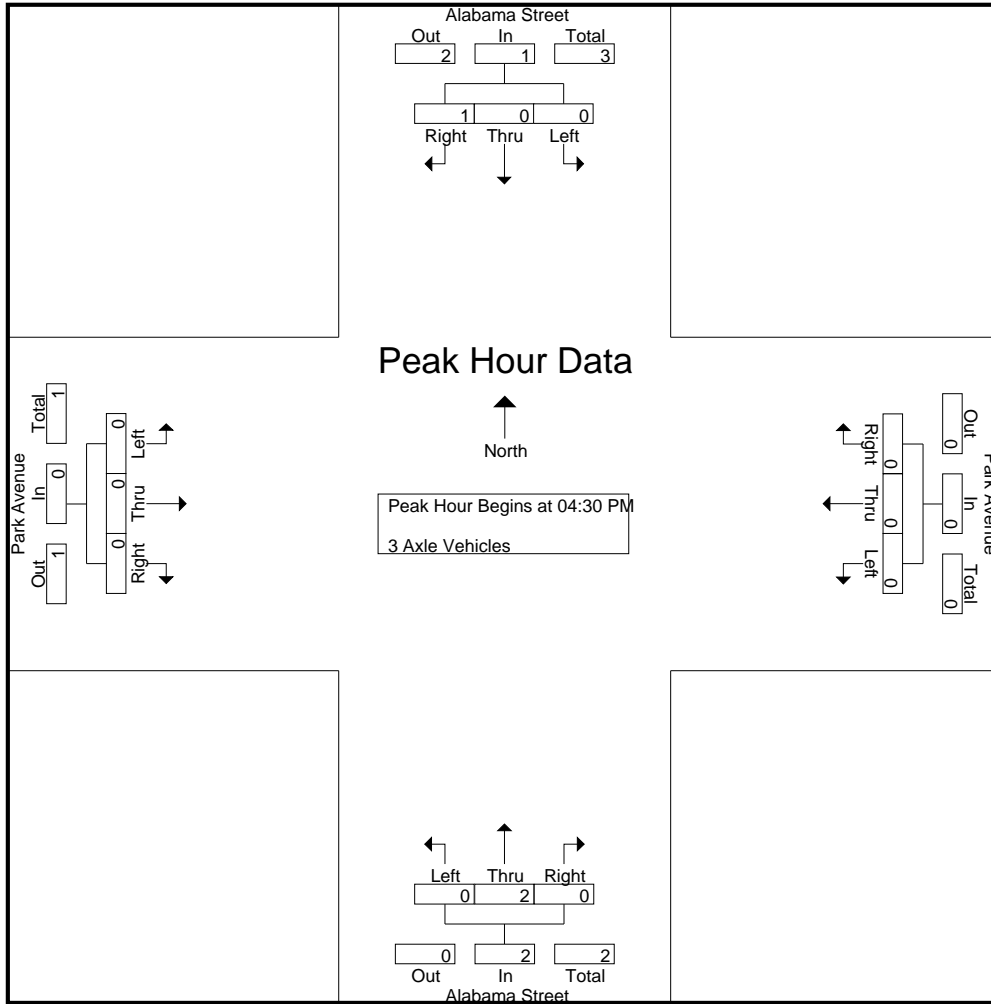 Alabama Street
Out In Total
2 1 3
1 0 0
Right Thru Left
Peak Hour Data
North
Peak Hour Begins at 04:30 PM
3 Axle Vehicles
Park Avenue
Total In Out
1 0 1
0 0 0
Left Thru Right
Park Avenue
Out In Total
0 0 0
0 0 0
Right Thru Left
Left Thru Right
0 2 0
0 2 2
Out In Total
Alabama Street